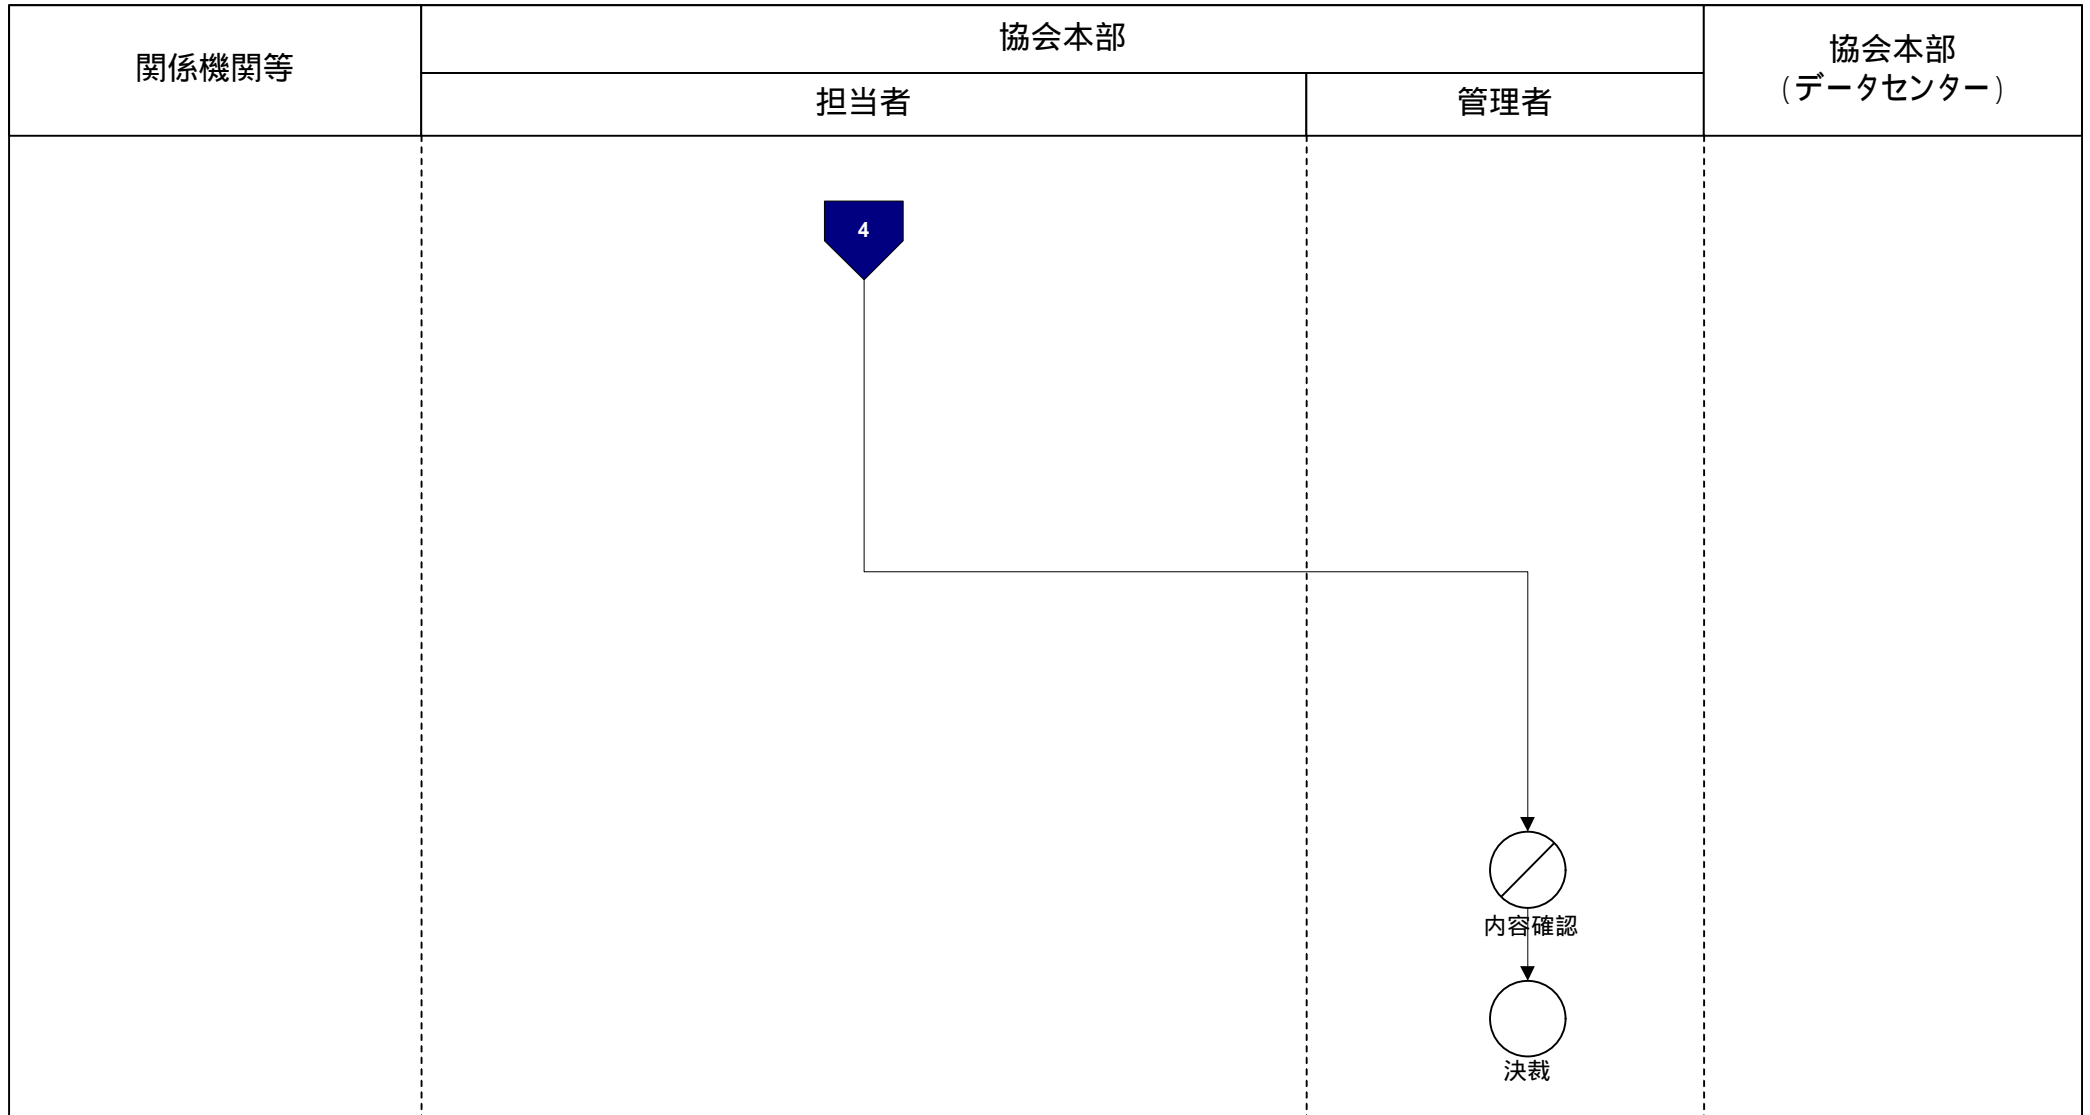 関係機関等
協会本部
担当者
管理者
協会本部
(データセンター)
4
内容確認
決裁